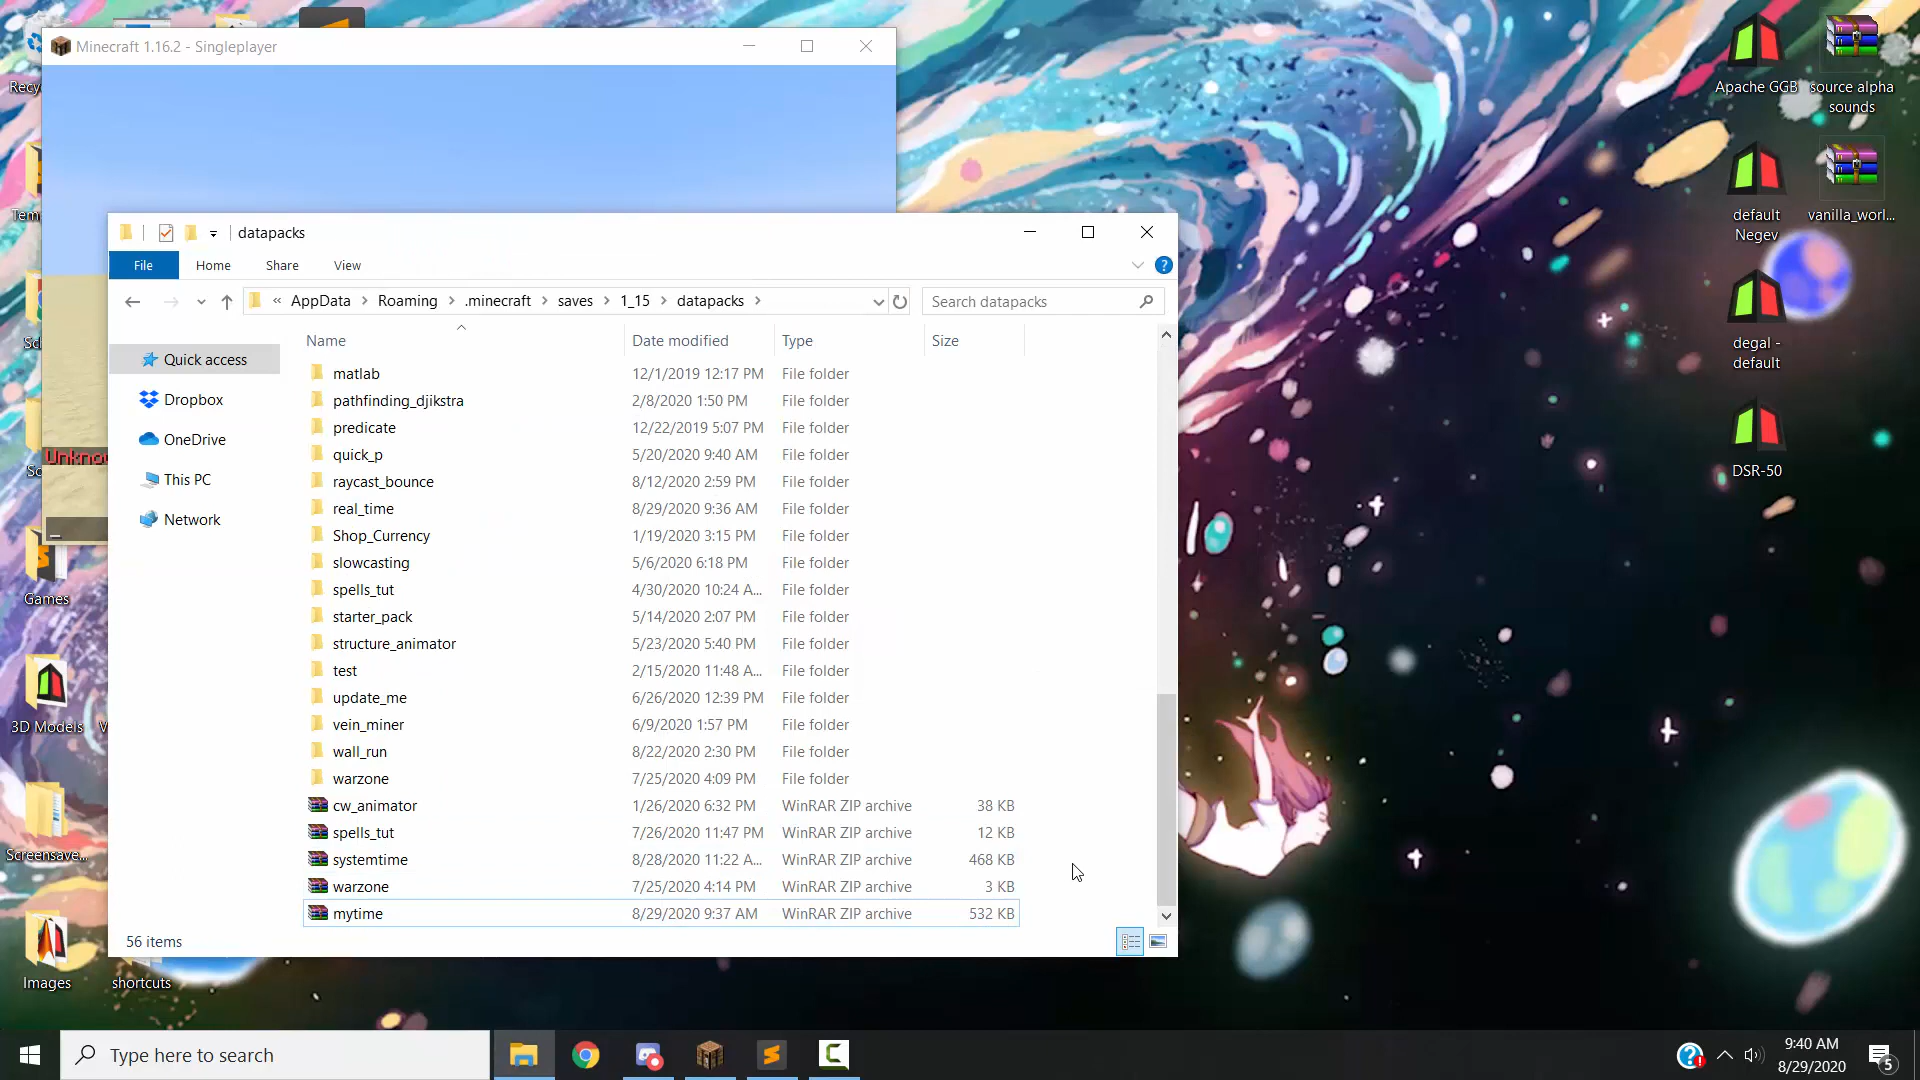 Minecraft 1.16.2 - Singleplayer
datapacks
File
Home
Share
View
«
AppData
Roaming
.minecraft
saves
1_15
datapacks
Search datapacks
Name
Date modified
Type
Size
Quick access
Dropbox
OneDrive
This PC
Network
matlab 12/1/2019 12:17 PM File folder
pathfinding_djikstra 2/8/2020 1:50 PM File folder
predicate 12/22/2019 5:07 PM File folder
quick_p 5/20/2020 9:40 AM File folder
raycast_bounce 8/12/2020 2:59 PM File folder
real_time 8/29/2020 9:36 AM File folder
Shop_Currency 1/19/2020 3:15 PM File folder
slowcasting 5/6/2020 6:18 PM File folder
spells_tut 4/30/2020 10:24 A... File folder
starter_pack 5/14/2020 2:07 PM File folder
structure_animator 5/23/2020 5:40 PM File folder
test 2/15/2020 11:48 A... File folder
update_me 6/26/2020 12:39 PM File folder
vein_miner 6/9/2020 1:57 PM File folder
wall_run 8/22/2020 2:30 PM File folder
warzone 7/25/2020 4:09 PM File folder
cw_animator 1/26/2020 6:32 PM WinRAR ZIP archive 38 KB
spells_tut 7/26/2020 11:47 PM WinRAR ZIP archive 12 KB
systemtime 8/28/2020 11:22 A... WinRAR ZIP archive 468 KB
warzone 7/25/2020 4:14 PM WinRAR ZIP archive 3 KB
mytime 8/29/2020 9:37 AM WinRAR ZIP archive 532 KB
56 items
Games
3D Models
Screensave...
Images
shortcuts
Apache GGB
source alpha
sounds
default
Negev
vanilla_worl...
degal -
default
DSR-50
Type here to search
9:40 AM
8/29/2020
5